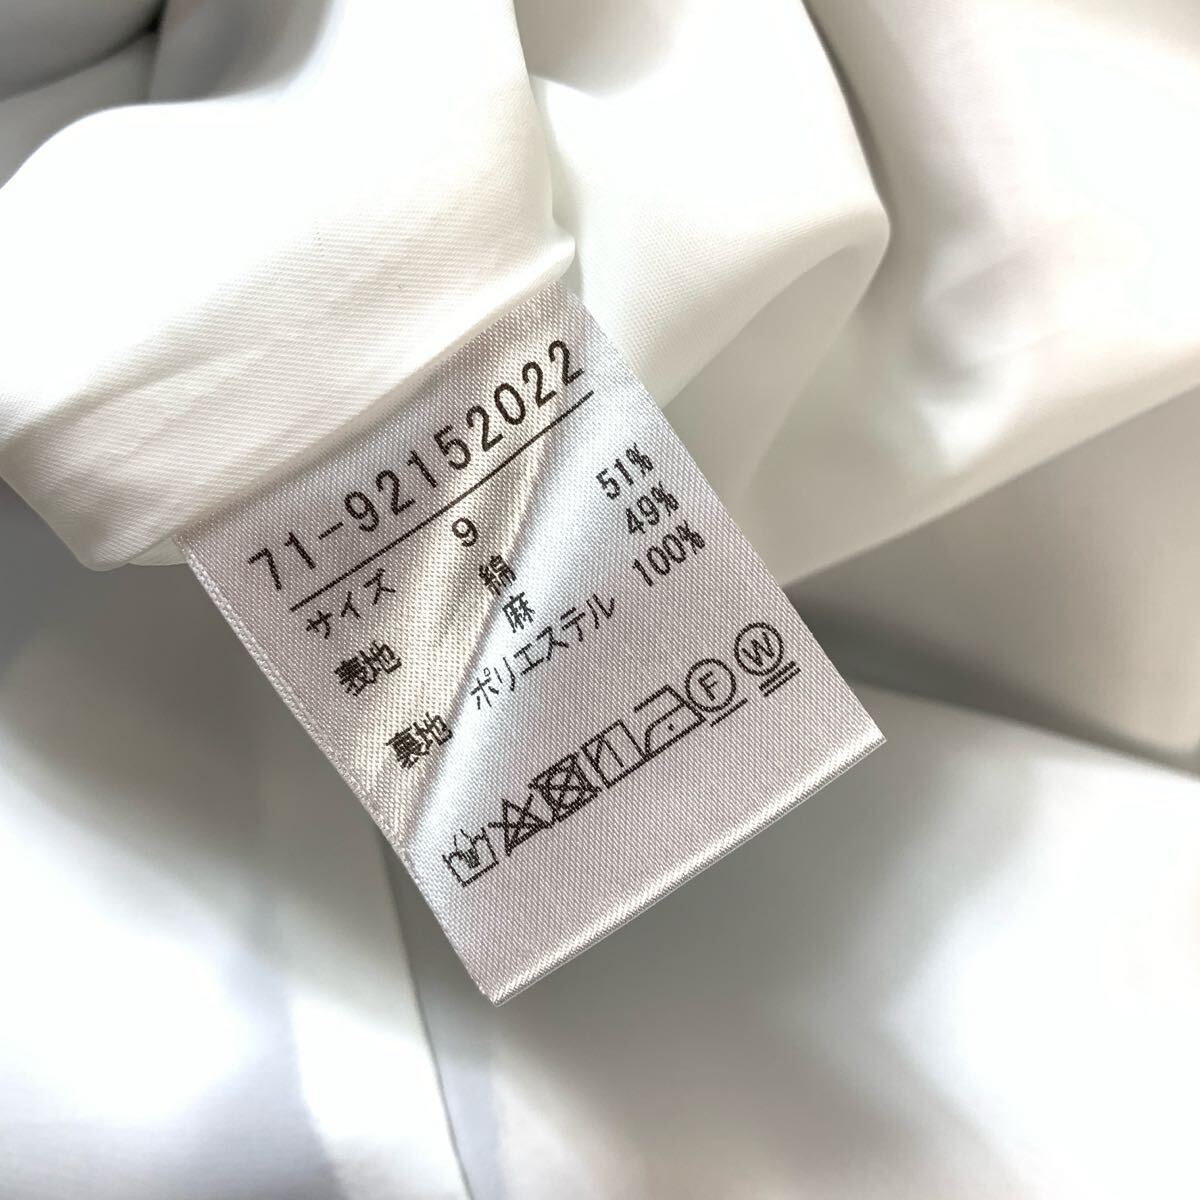 71-92152022
サイズ 9
表地 綿 51%
麻 49%
裏地 ポリエステル 100%
F W